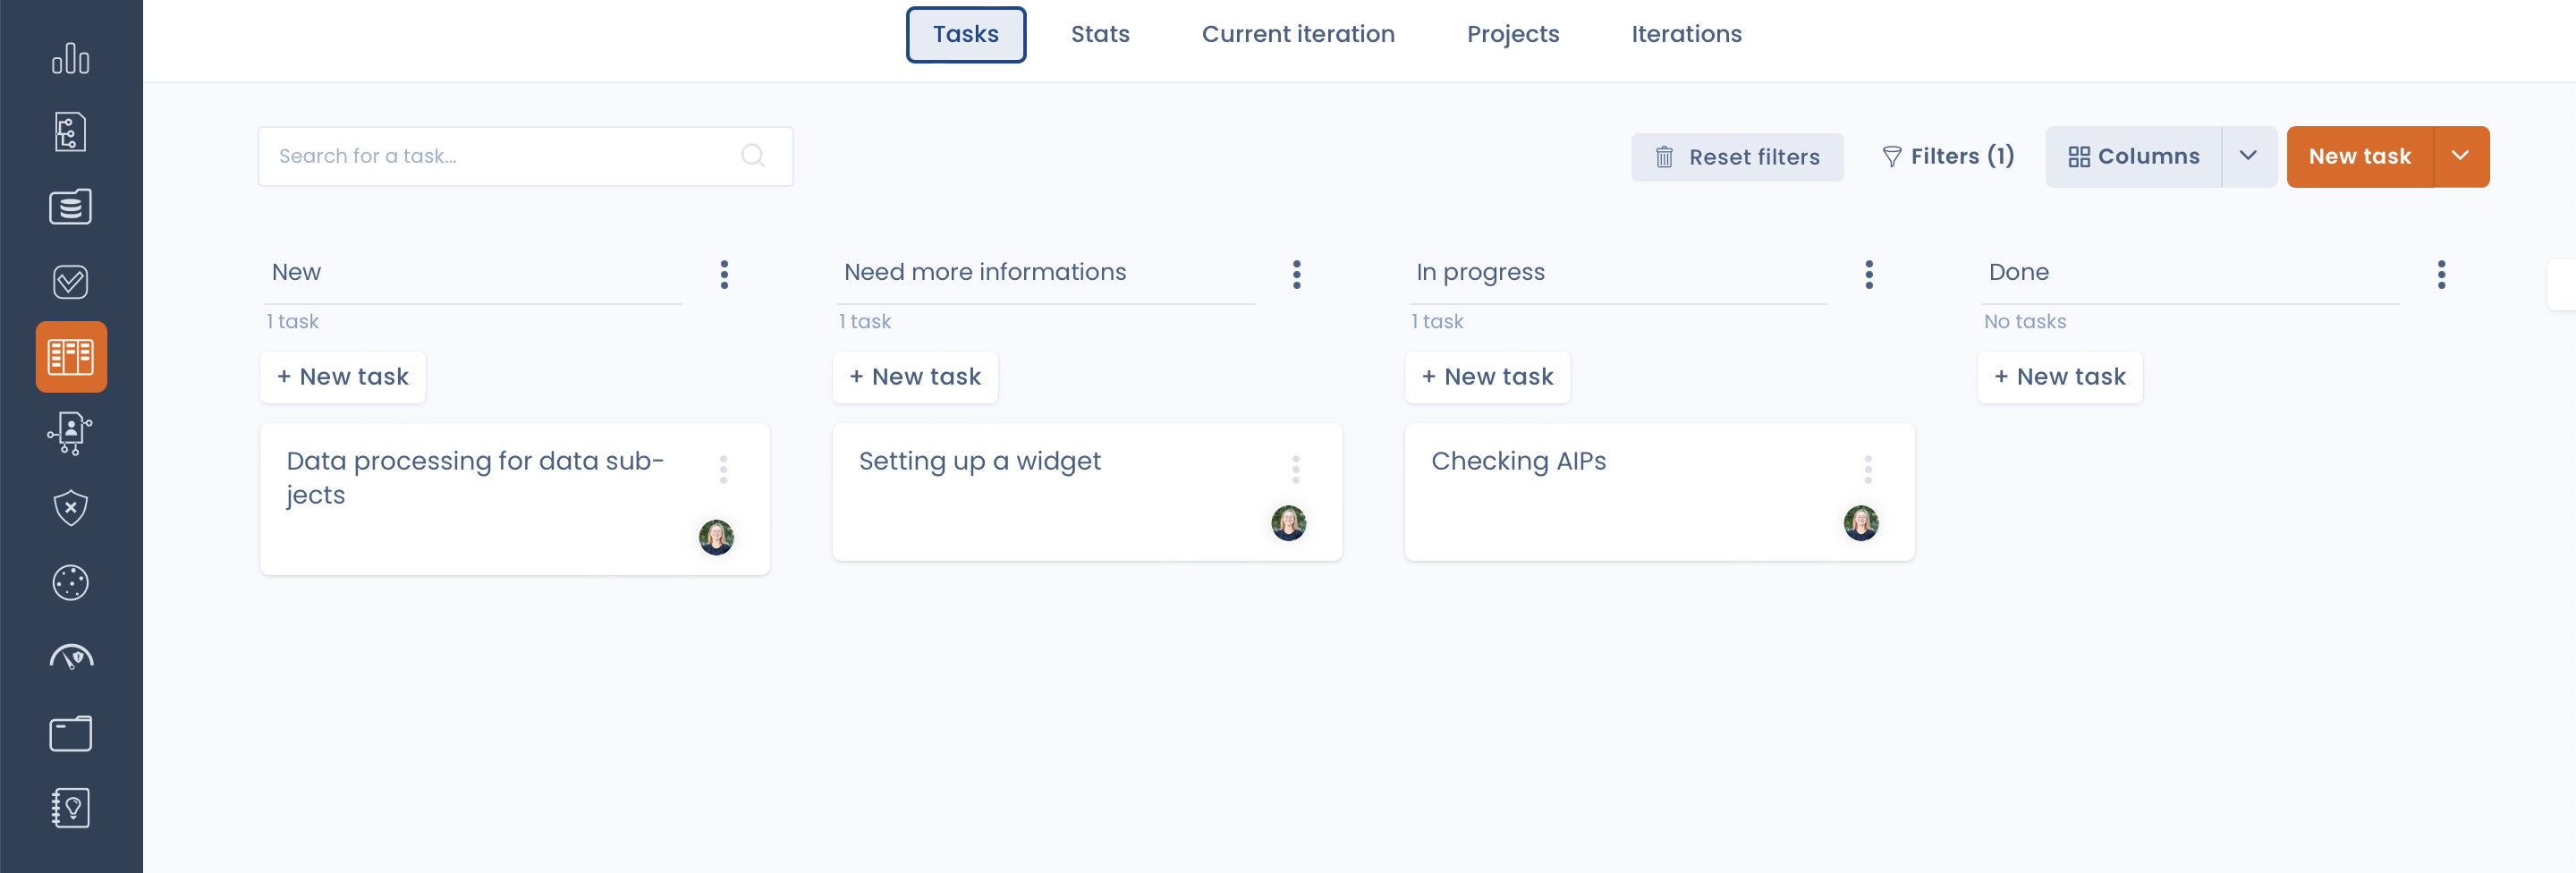 Tasks
Stats
Current iteration
Projects
Iterations
Search for a task...
Reset filters
Filters (1)
Columns
New task
New
1 task
+ New task
Data processing for data sub-
jects
Need more informations
1 task
+ New task
Setting up a widget
In progress
1 task
+ New task
Checking AIPs
Done
No tasks
+ New task